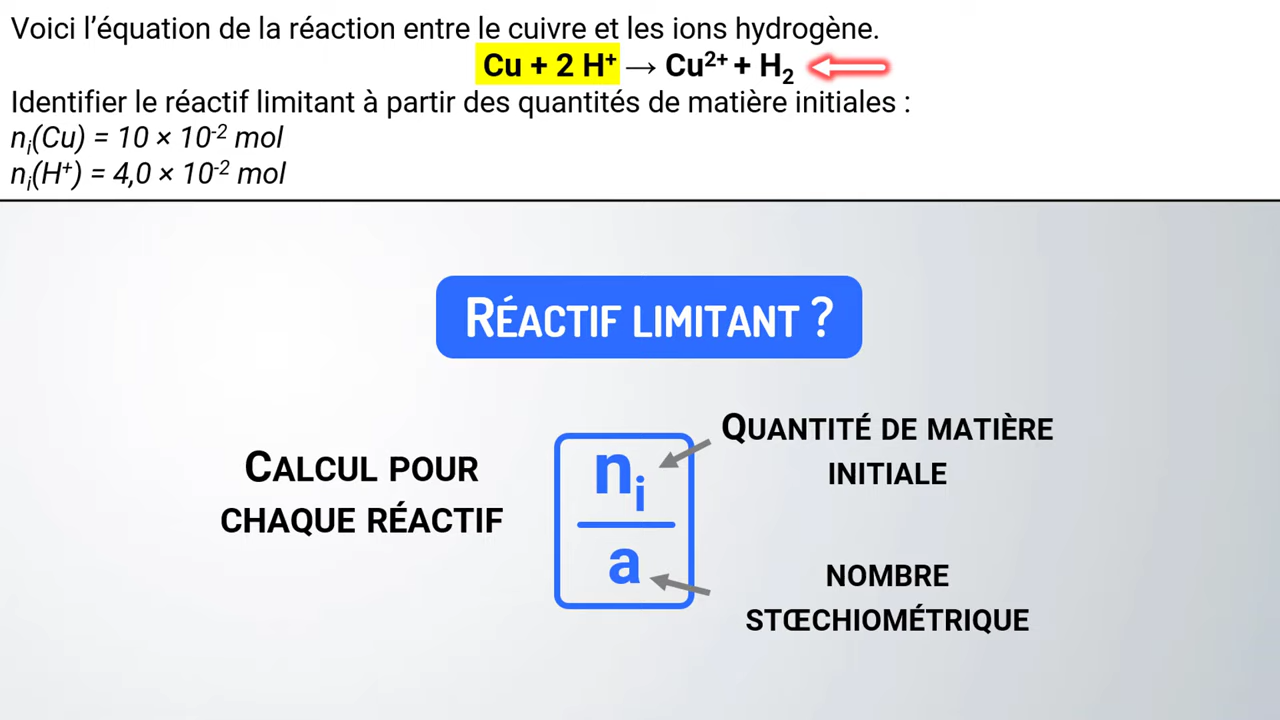 Voici l’équation de la réaction entre le cuivre et les ions hydrogène.
Cu + 2 H⁺ → Cu²⁺ + H₂
Identifier le réactif limitant à partir des quantités de matière initiales :
nᵢ(Cu) = 10 × 10⁻² mol
nᵢ(H⁺) = 4,0 × 10⁻² mol
RÉACTIF LIMITANT ?
CALCUL POUR
CHAQUE RÉACTIF
nᵢ
a
QUANTITÉ DE MATIÈRE
INITIALE
NOMBRE
STŒCHIOMÉTRIQUE